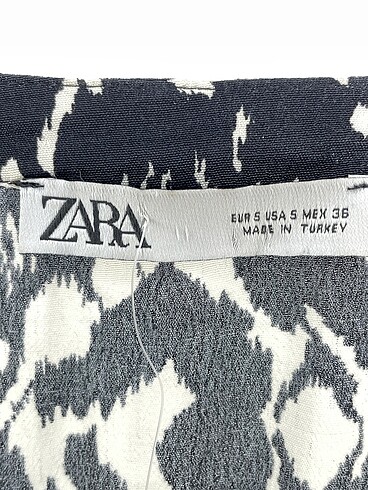 ZARA
EUR S USA S MEX 36
MADE IN TURKEY